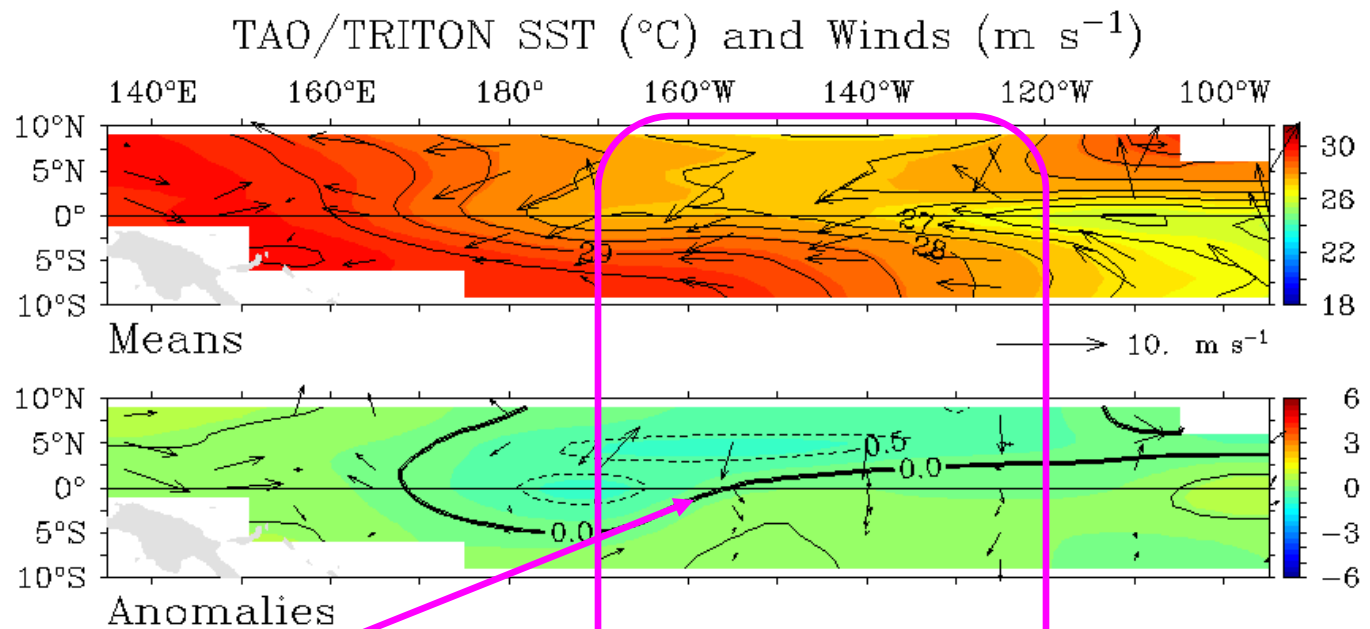 TAO/TRITON SST (°C) and Winds (m s⁻¹)
140°E 160°E 180° 160°W 140°W 120°W 100°W
10°N
5°N
0°
5°S
10°S
29
27
28
30
26
22
18
Means
10. m s⁻¹
10°N
5°N
0°
5°S
10°S
0.5
0.0
0.0
6
3
0
-3
-6
Anomalies